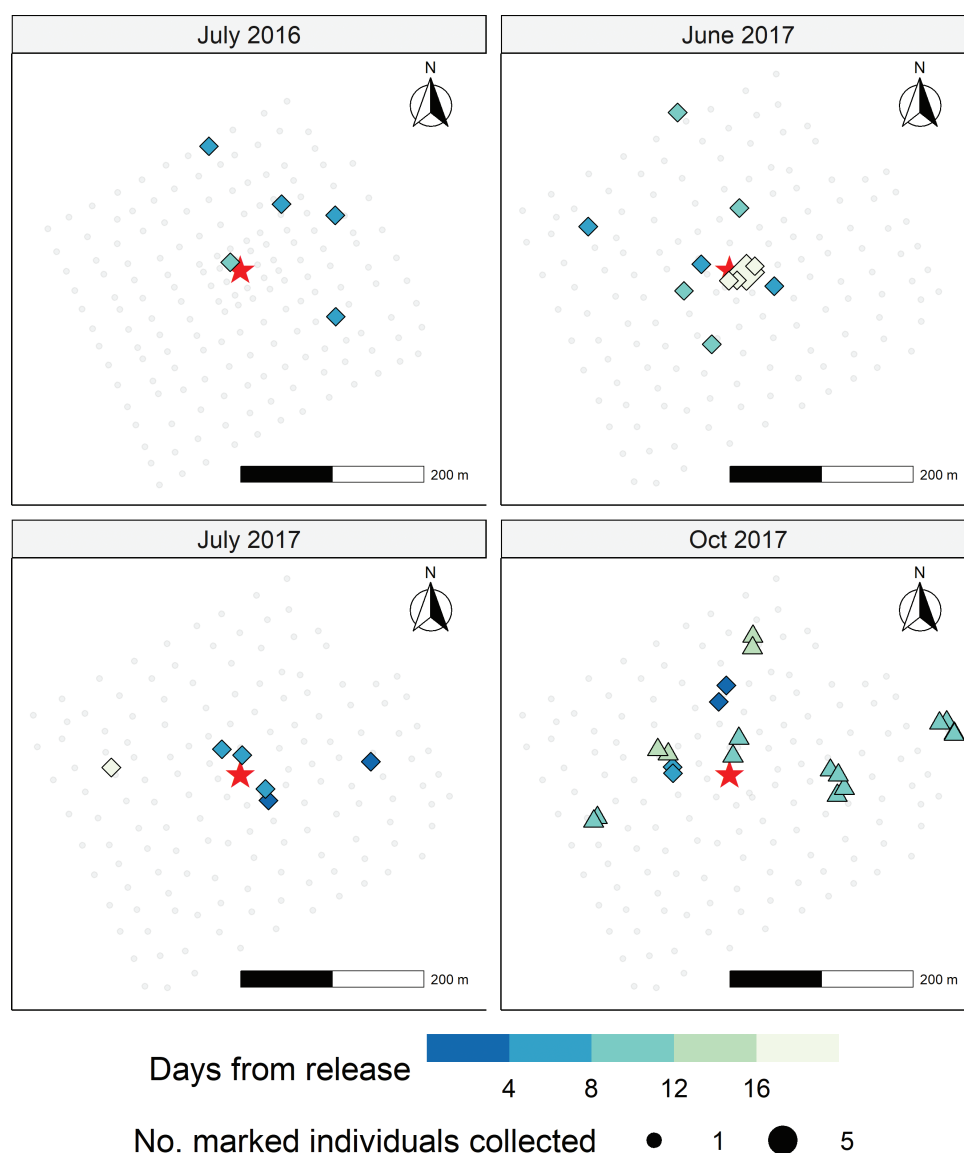 July 2016
June 2017
N
N
200 m
200 m
July 2017
Oct 2017
N
N
200 m
200 m
Days from release
4 8 12 16
No. marked individuals collected 1 5